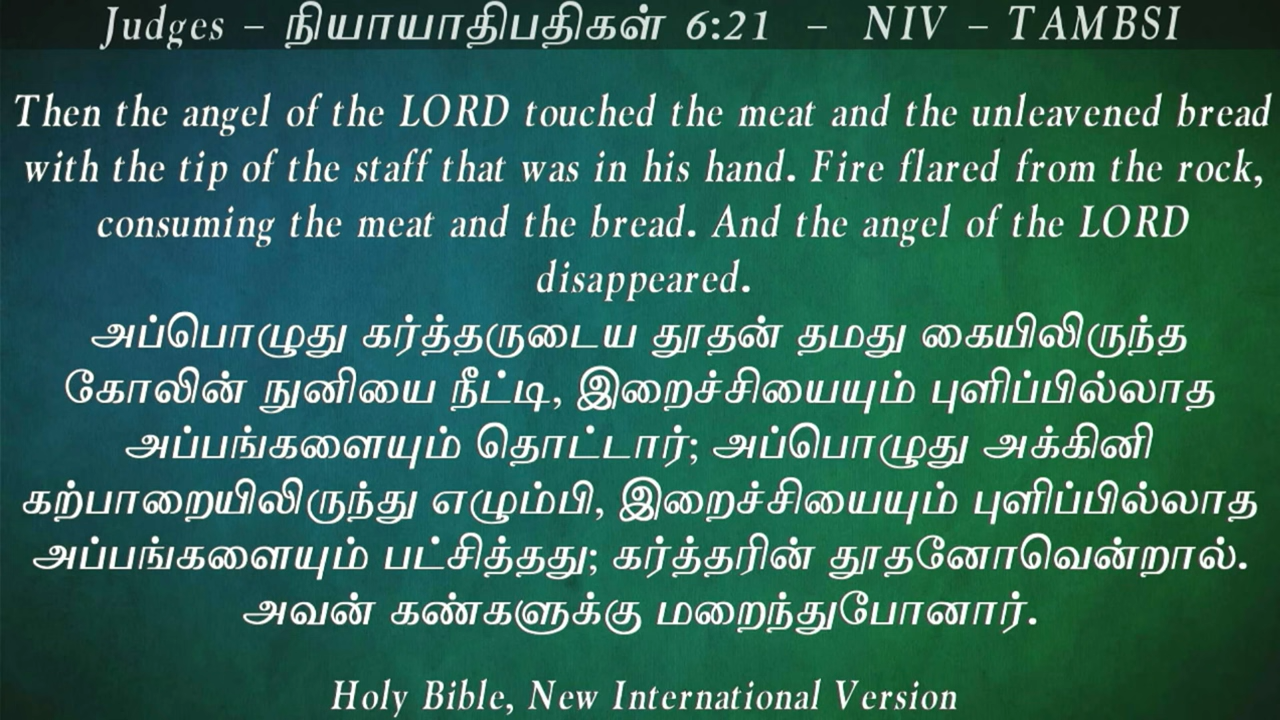 Judges – நியாயாதிபதிகள் 6:21 – NIV – TAMBSI
Then the angel of the LORD touched the meat and the unleavened bread
with the tip of the staff that was in his hand. Fire flared from the rock,
consuming the meat and the bread. And the angel of the LORD
disappeared.
அப்பொழுது கர்த்தருடைய தூதன் தமது கையிலிருந்த
கோலின் நுனியை நீட்டி, இறைச்சியையும் புளிப்பில்லாத
அப்பங்களையும் தொட்டார்; அப்பொழுது அக்கினி
கற்பாறையிலிருந்து எழும்பி, இறைச்சியையும் புளிப்பில்லாத
அப்பங்களையும் பட்சித்தது; கர்த்தரின் தூதனோவென்றால்.
அவன் கண்களுக்கு மறைந்துபோனார்.
Holy Bible, New International Version